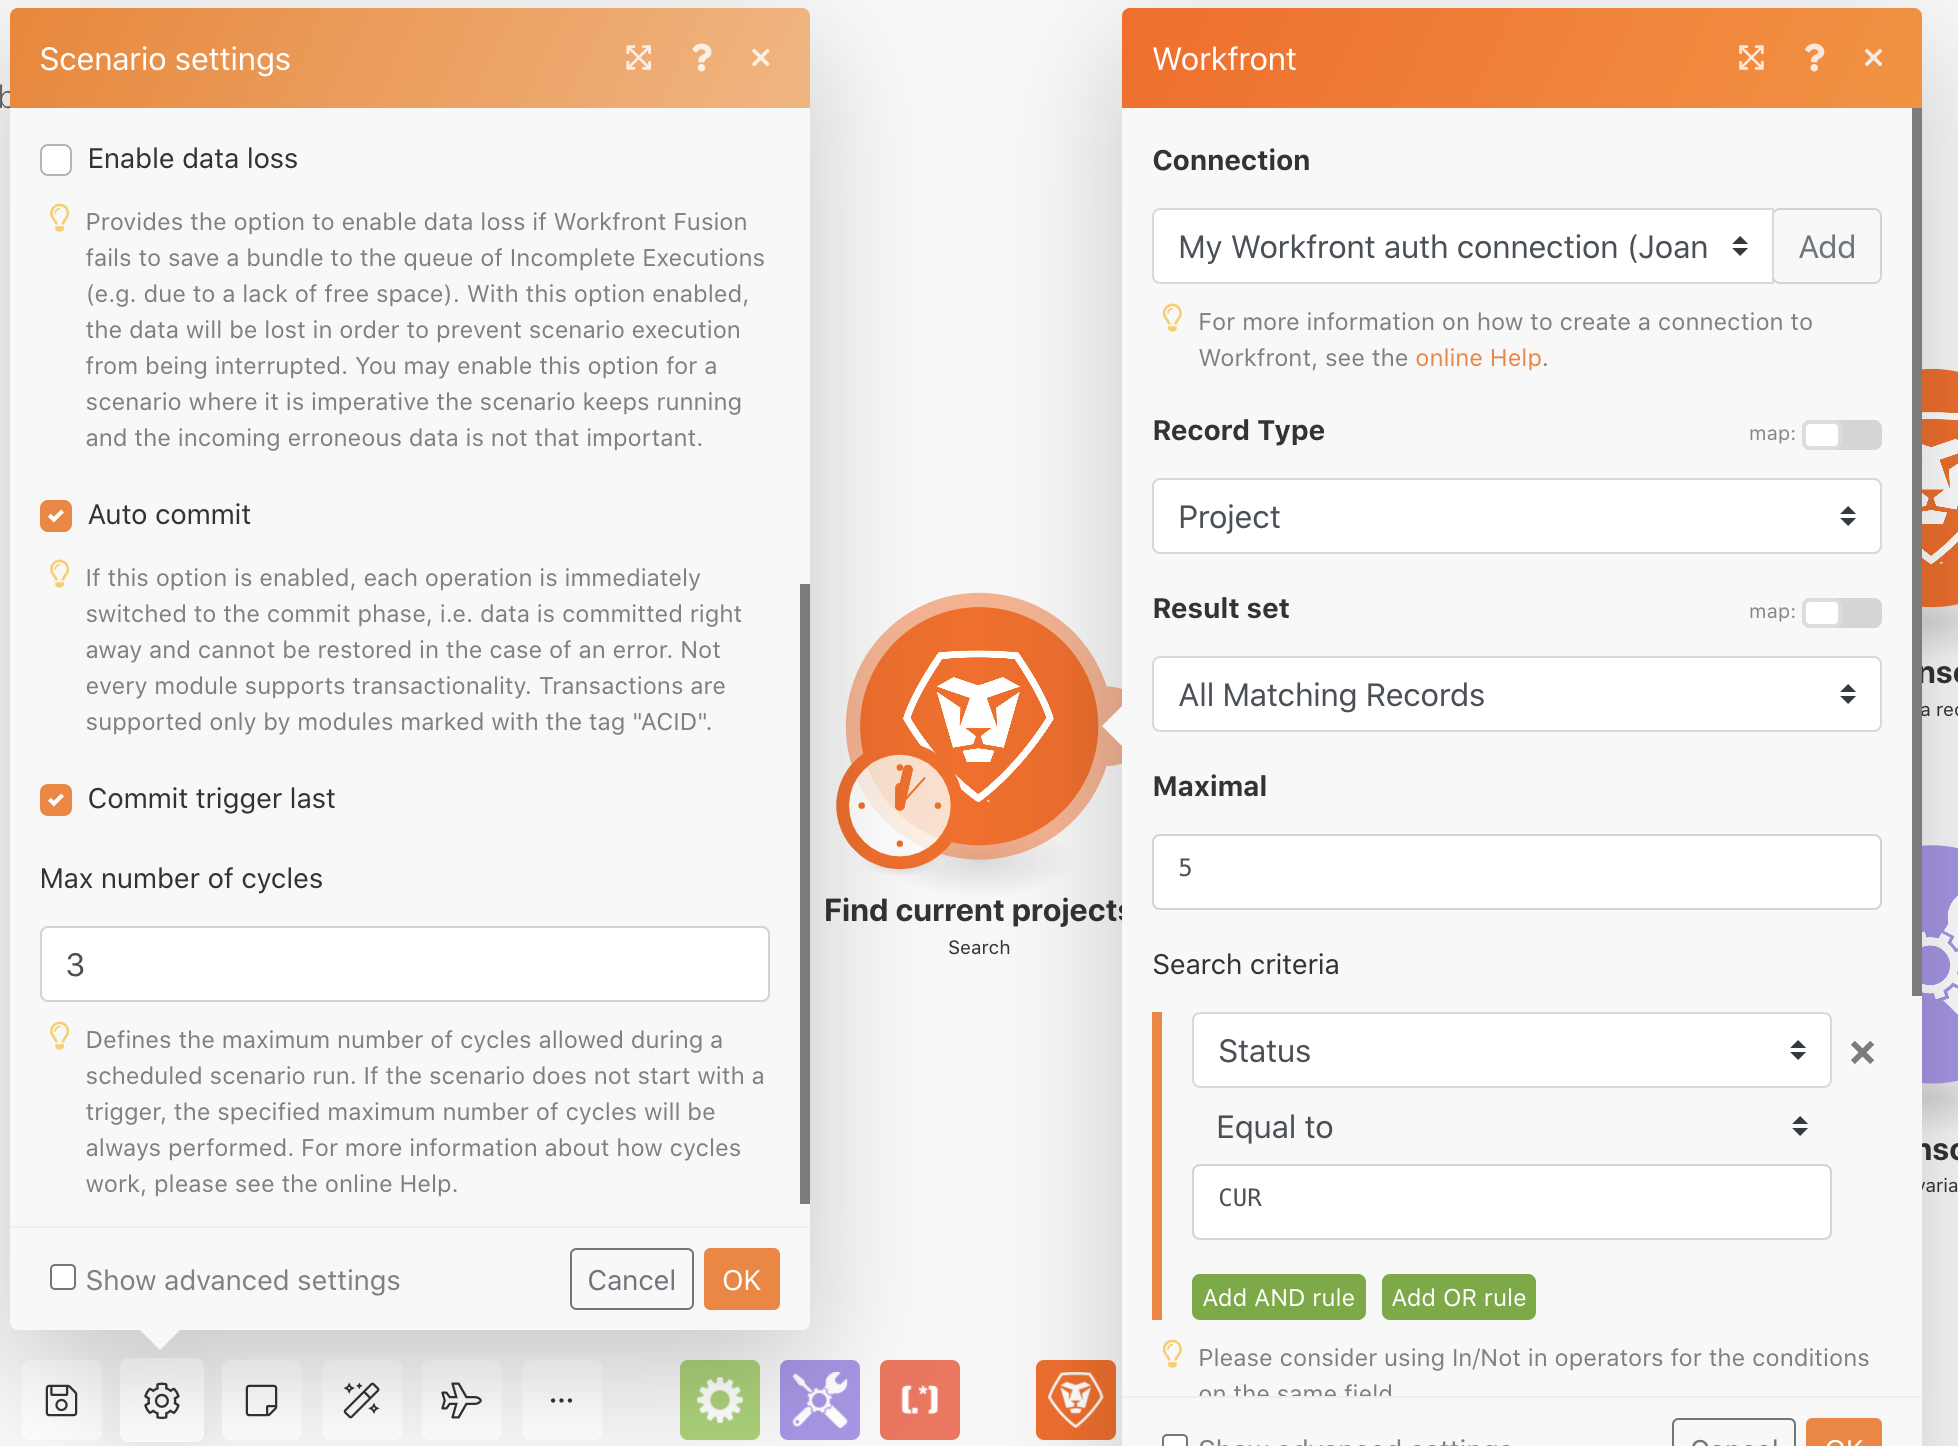 Scenario settings
?
Enable data loss
Provides the option to enable data loss if Workfront Fusion
fails to save a bundle to the queue of Incomplete Executions
(e.g. due to a lack of free space). With this option enabled,
the data will be lost in order to prevent scenario execution
from being interrupted. You may enable this option for a
scenario where it is imperative the scenario keeps running
and the incoming erroneous data is not that important.
Auto commit
If this option is enabled, each operation is immediately
switched to the commit phase, i.e. data is committed right
away and cannot be restored in the case of an error. Not
every module supports transactionality. Transactions are
supported only by modules marked with the tag "ACID".
Commit trigger last
Max number of cycles
3
Defines the maximum number of cycles allowed during a
scheduled scenario run. If the scenario does not start with a
trigger, the specified maximum number of cycles will be
always performed. For more information about how cycles
work, please see the online Help.
Show advanced settings
Cancel
OK
Find current projects
Search
Workfront
?
Connection
My Workfront auth connection (Joan
Add
For more information on how to create a connection to
Workfront, see the online Help.
Record Type
map:
Project
Result set
map:
All Matching Records
Maximal
5
Search criteria
Status
Equal to
CUR
Add AND rule
Add OR rule
Please consider using In/Not in operators for the conditions
on the same field
Show advanced settings
Cancel
OK